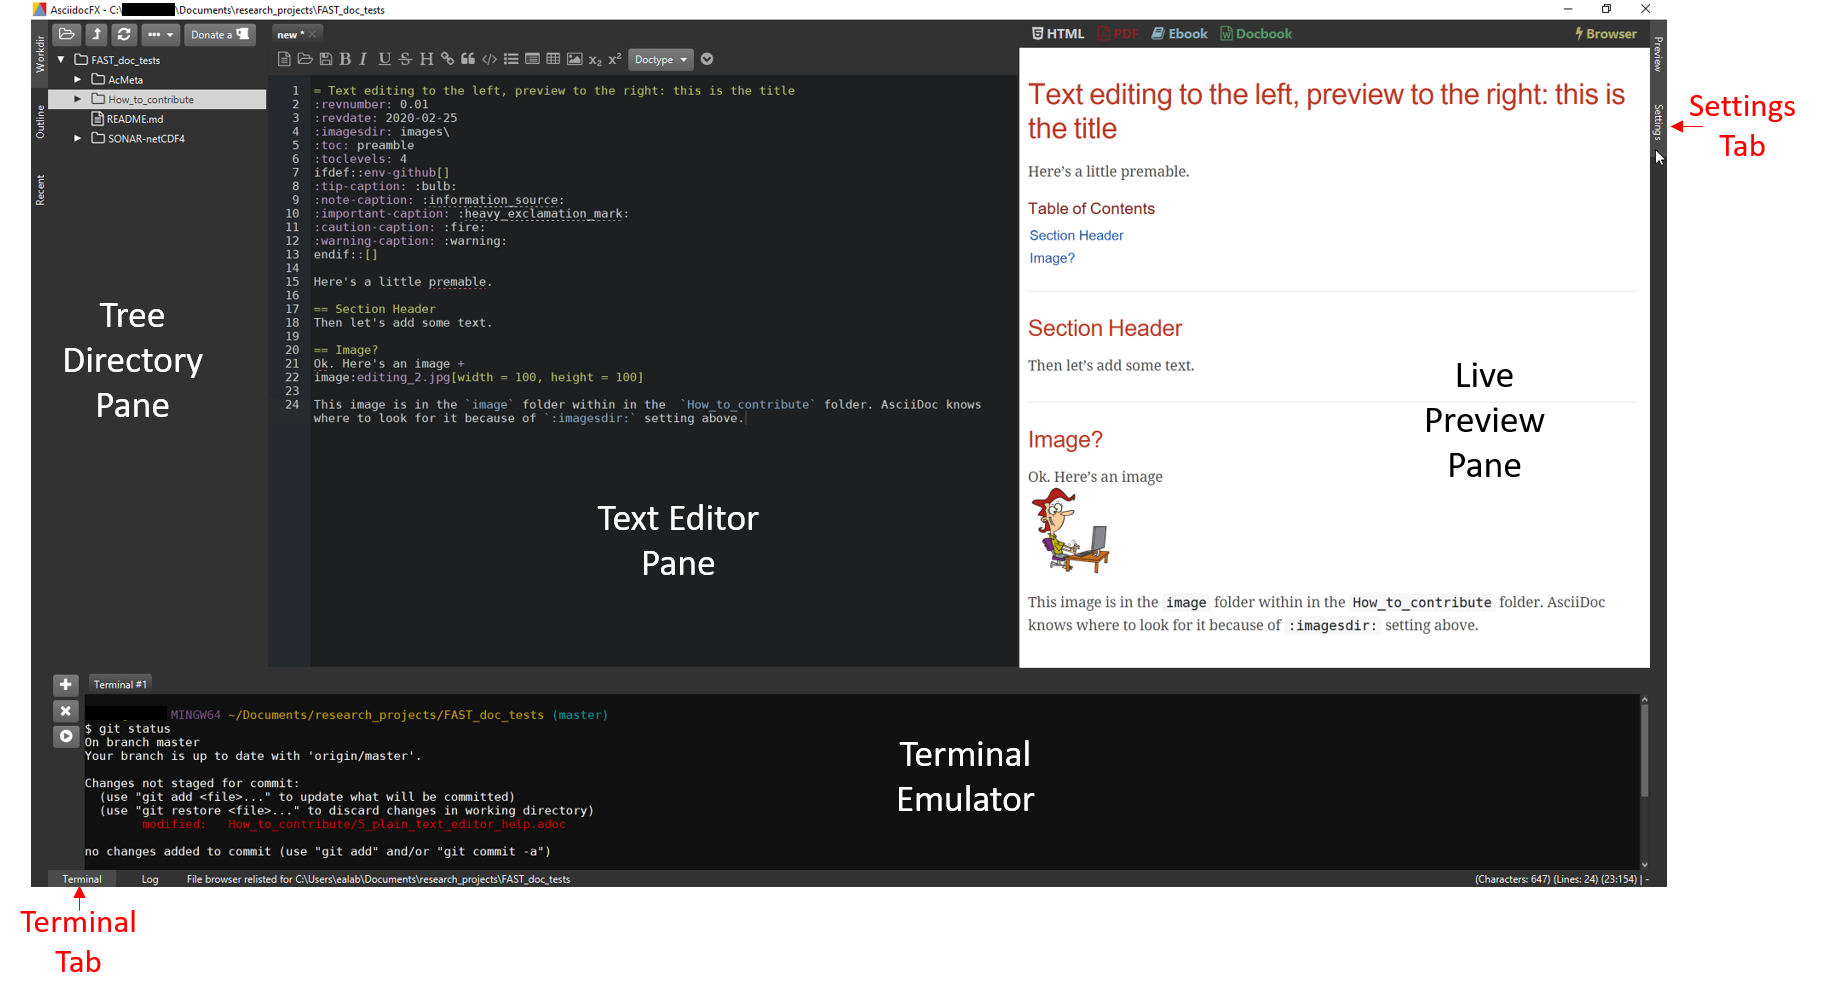 AsciidocFX - C:\ \Documents\research_projects\FAST_doc_tests
Workdir
Outline
Recent
Donate a
FAST_doc_tests
AcMeta
How_to_contribute
README.md
SONAR-netCDF4
Tree
Directory
Pane
new *
B I U S H </> x₂ x² Doctype
1 = Text editing to the left, preview to the right: this is the title
2 :revnumber: 0.01
3 :revdate: 2020-02-25
4 :imagesdir: images\
5 :toc: preamble
6 :toclevels: 4
7 ifdef::env-github[]
8 :tip-caption: :bulb:
9 :note-caption: :information_source:
10 :important-caption: :heavy_exclamation_mark:
11 :caution-caption: :fire:
12 :warning-caption: :warning:
13 endif::[]
14
15 Here's a little premable.
16
17 == Section Header
18 Then let's add some text.
19
20 == Image?
21 Ok. Here's an image +
22 image:editing_2.jpg[width = 100, height = 100]
23
24 This image is in the `image` folder within in the  `How_to_contribute` folder. AsciiDoc knows
where to look for it because of `:imagesdir:` setting above.
Text Editor
Pane
HTML PDF Ebook Docbook Browser
Text editing to the left, preview to the right: this is
the title
Here’s a little premable.
Table of Contents
Section Header
Image?
Section Header
Then let’s add some text.
Image?
Ok. Here’s an image
This image is in the image folder within in the How_to_contribute folder. AsciiDoc
knows where to look for it because of :imagesdir: setting above.
Live
Preview
Pane
Preview
Settings
Settings
Tab
Terminal #1
MINGW64 ~/Documents/research_projects/FAST_doc_tests (master)
$ git status
On branch master
Your branch is up to date with 'origin/master'.
Changes not staged for commit:
(use "git add <file>..." to update what will be committed)
(use "git restore <file>..." to discard changes in working directory)
modified: How_to_contribute/5_plain_text_editor_help.adoc
no changes added to commit (use "git add" and/or "git commit -a")
Terminal
Emulator
Terminal Log File browser relisted for C:\Users\ealab\Documents\research_projects\FAST_doc_tests (Characters: 647) (Lines: 24) (23:154) | -
Terminal
Tab